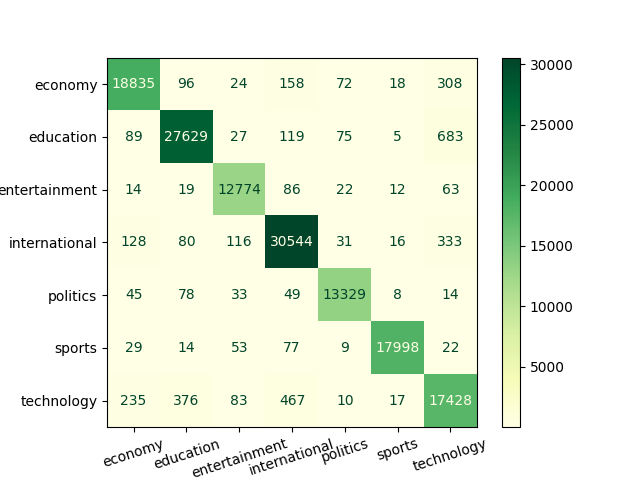 economy 18835 96 24 158 72 18 308
education 89 27629 27 119 75 5 683
entertainment 14 19 12774 86 22 12 63
international 128 80 116 30544 31 16 333
politics 45 78 33 49 13329 8 14
sports 29 14 53 77 9 17998 22
technology 235 376 83 467 10 17 17428
economy education entertainment international politics sports technology
30000
25000
20000
15000
10000
5000